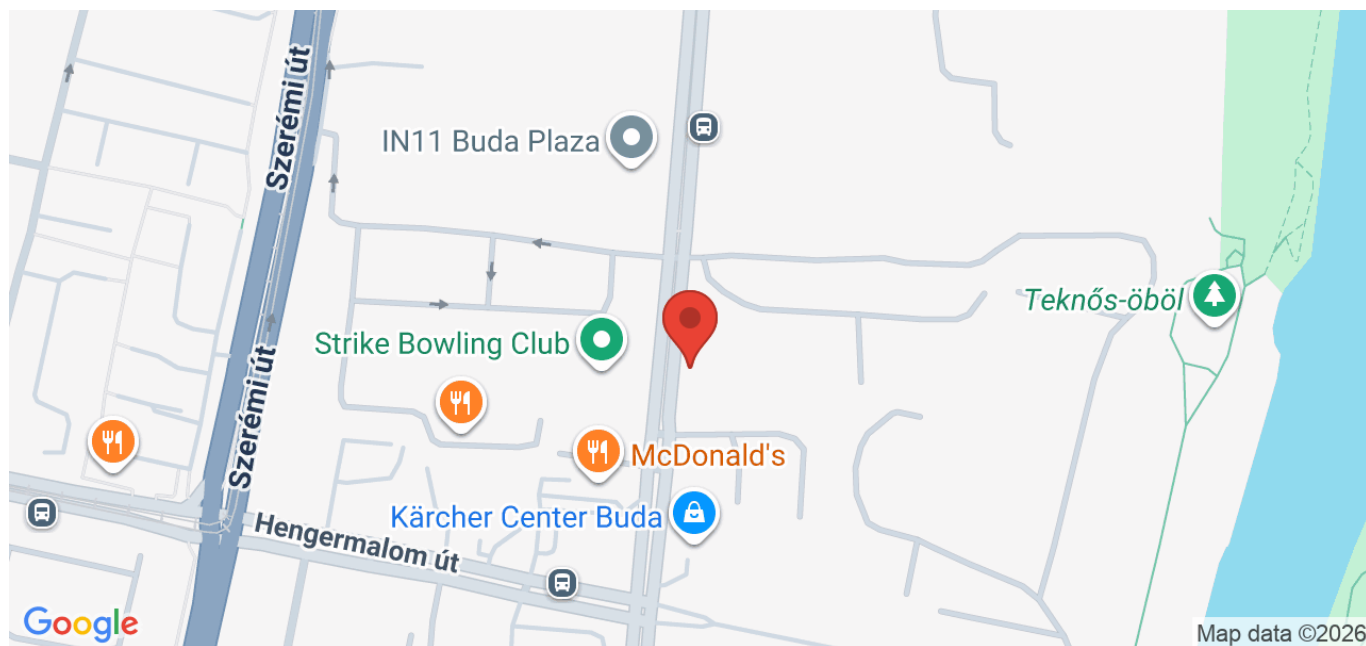 Szerémi út
IN11 Buda Plaza
Teknős-öböl
Strike Bowling Club
Szerémi út
McDonald's
Kärcher Center Buda
Hengermalom út
Google
Map data ©2026